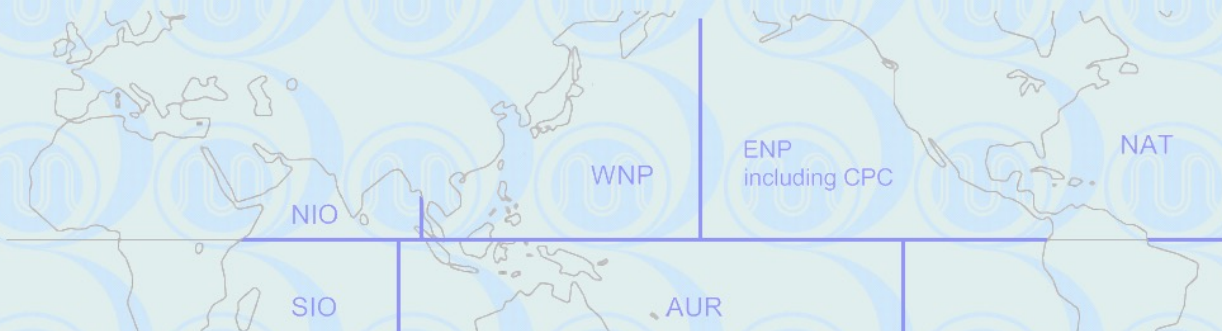 WNP
ENP
including CPC
NAT
NIO
SIO
AUR